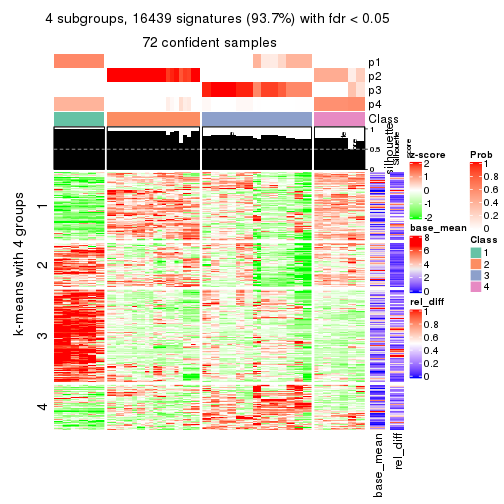 4 subgroups, 16439 signatures (93.7%) with fdr < 0.05
72 confident samples
p1
p2
p3
p4
Class
1
0.5
0
silhouette
Silhouette
score
k-means with 4 groups
1
2
3
4
base_mean
rel_diff
z-score
2
1
0
-1
-2
base_mean
8
6
4
2
0
rel_diff
1
0.8
0.6
0.4
0.2
0
Prob
1
0.8
0.6
0.4
0.2
0
Class
1
2
3
4